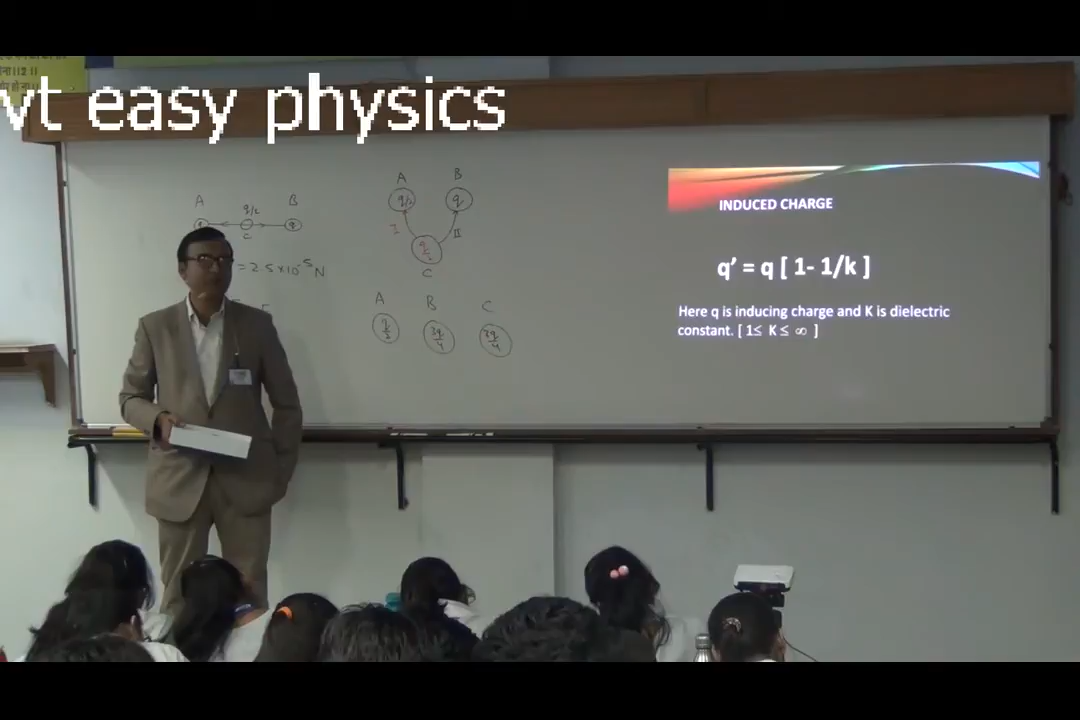 vt easy physics
A B
q/2 B
A q/2 B
q q
C C
= 2.5×10⁻⁵ N
A B C
q/2 3q/4 3q/4
INDUCED CHARGE
q’ = q [ 1- 1/k ]
Here q is inducing charge and K is dielectric
constant. [ 1≤ K ≤ ∞ ]